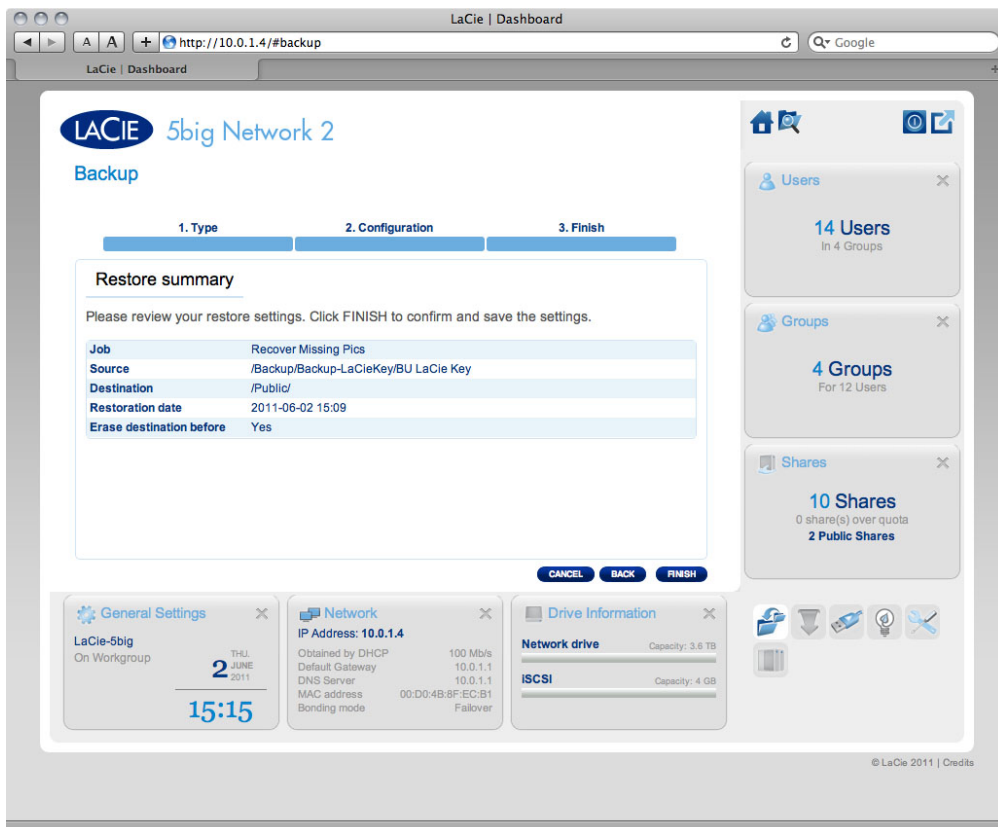 LaCie | Dashboard
A A + http://10.0.1.4/#backup Google
LaCie | Dashboard
LACIE 5big Network 2
Backup
1. Type 2. Configuration 3. Finish
Restore summary
Please review your restore settings. Click FINISH to confirm and save the settings.
Job Recover Missing Pics
Source /Backup/Backup-LaCieKey/BU LaCie Key
Destination /Public/
Restoration date 2011-06-02 15:09
Erase destination before Yes
CANCEL BACK FINISH
Users
14 Users
In 4 Groups
Groups
4 Groups
For 12 Users
Shares
10 Shares
0 share(s) over quota
2 Public Shares
General Settings
LaCie-5big
On Workgroup
THU.
2 JUNE
2011
15:15
Network
IP Address: 10.0.1.4
Obtained by DHCP 100 Mb/s
Default Gateway 10.0.1.1
DNS Server 10.0.1.1
MAC address 00:D0:4B:8F:EC:B1
Bonding mode Failover
Drive Information
Network drive Capacity: 3.6 TB
iSCSI Capacity: 4 GB
© LaCie 2011 | Credits